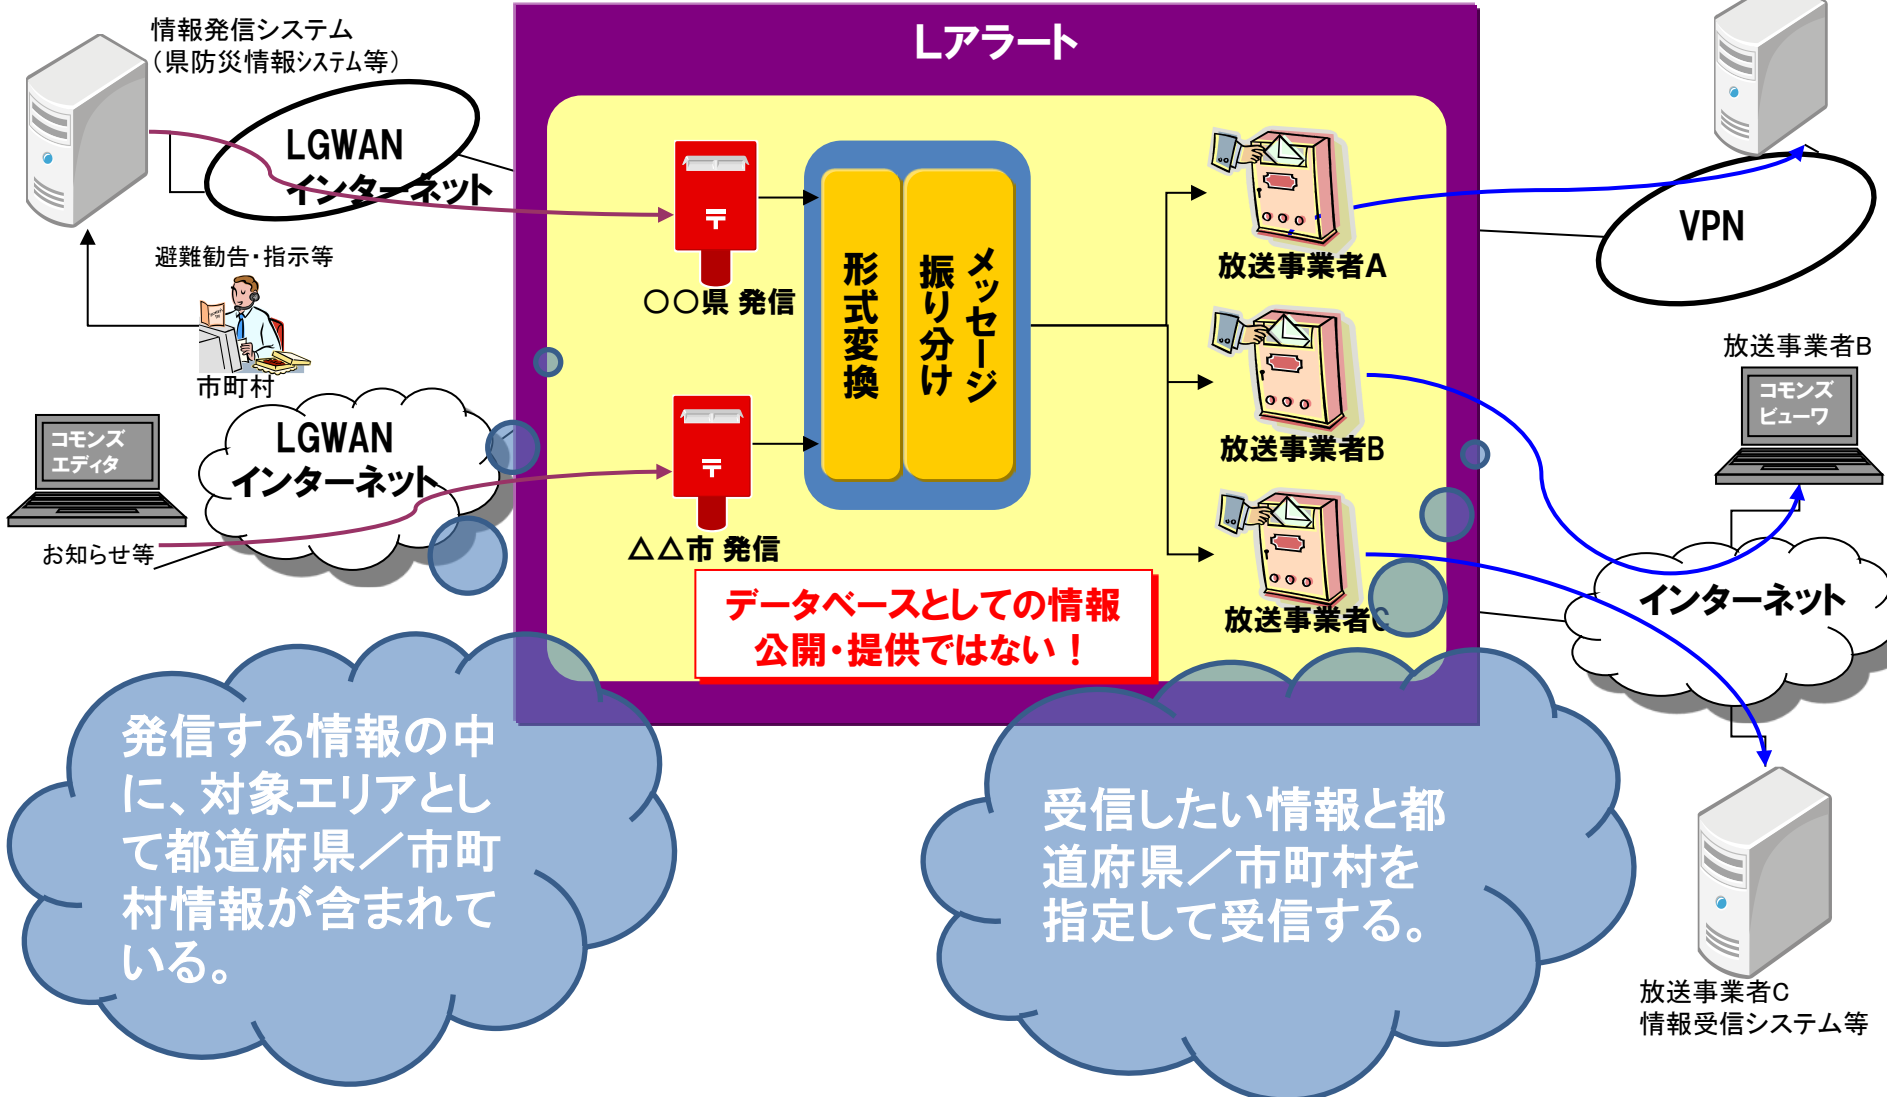 Lアラート
情報発信システム
（県防災情報システム等）
LGWAN
インターネット
避難勧告・指示等
市町村
コモンズ
エディタ
お知らせ等
LGWAN
インターネット
〒
〇〇県 発信
〒
△△市 発信
形式変換
メッセージ
振り分け
放送事業者A
放送事業者B
放送事業者C
データベースとしての情報
公開・提供ではない！
VPN
放送事業者B
コモンズ
ビューワ
インターネット
放送事業者C
情報受信システム等
発信する情報の中
に、対象エリアとし
て都道府県／市町
村情報が含まれて
いる。
受信したい情報と都
道府県／市町村を
指定して受信する。